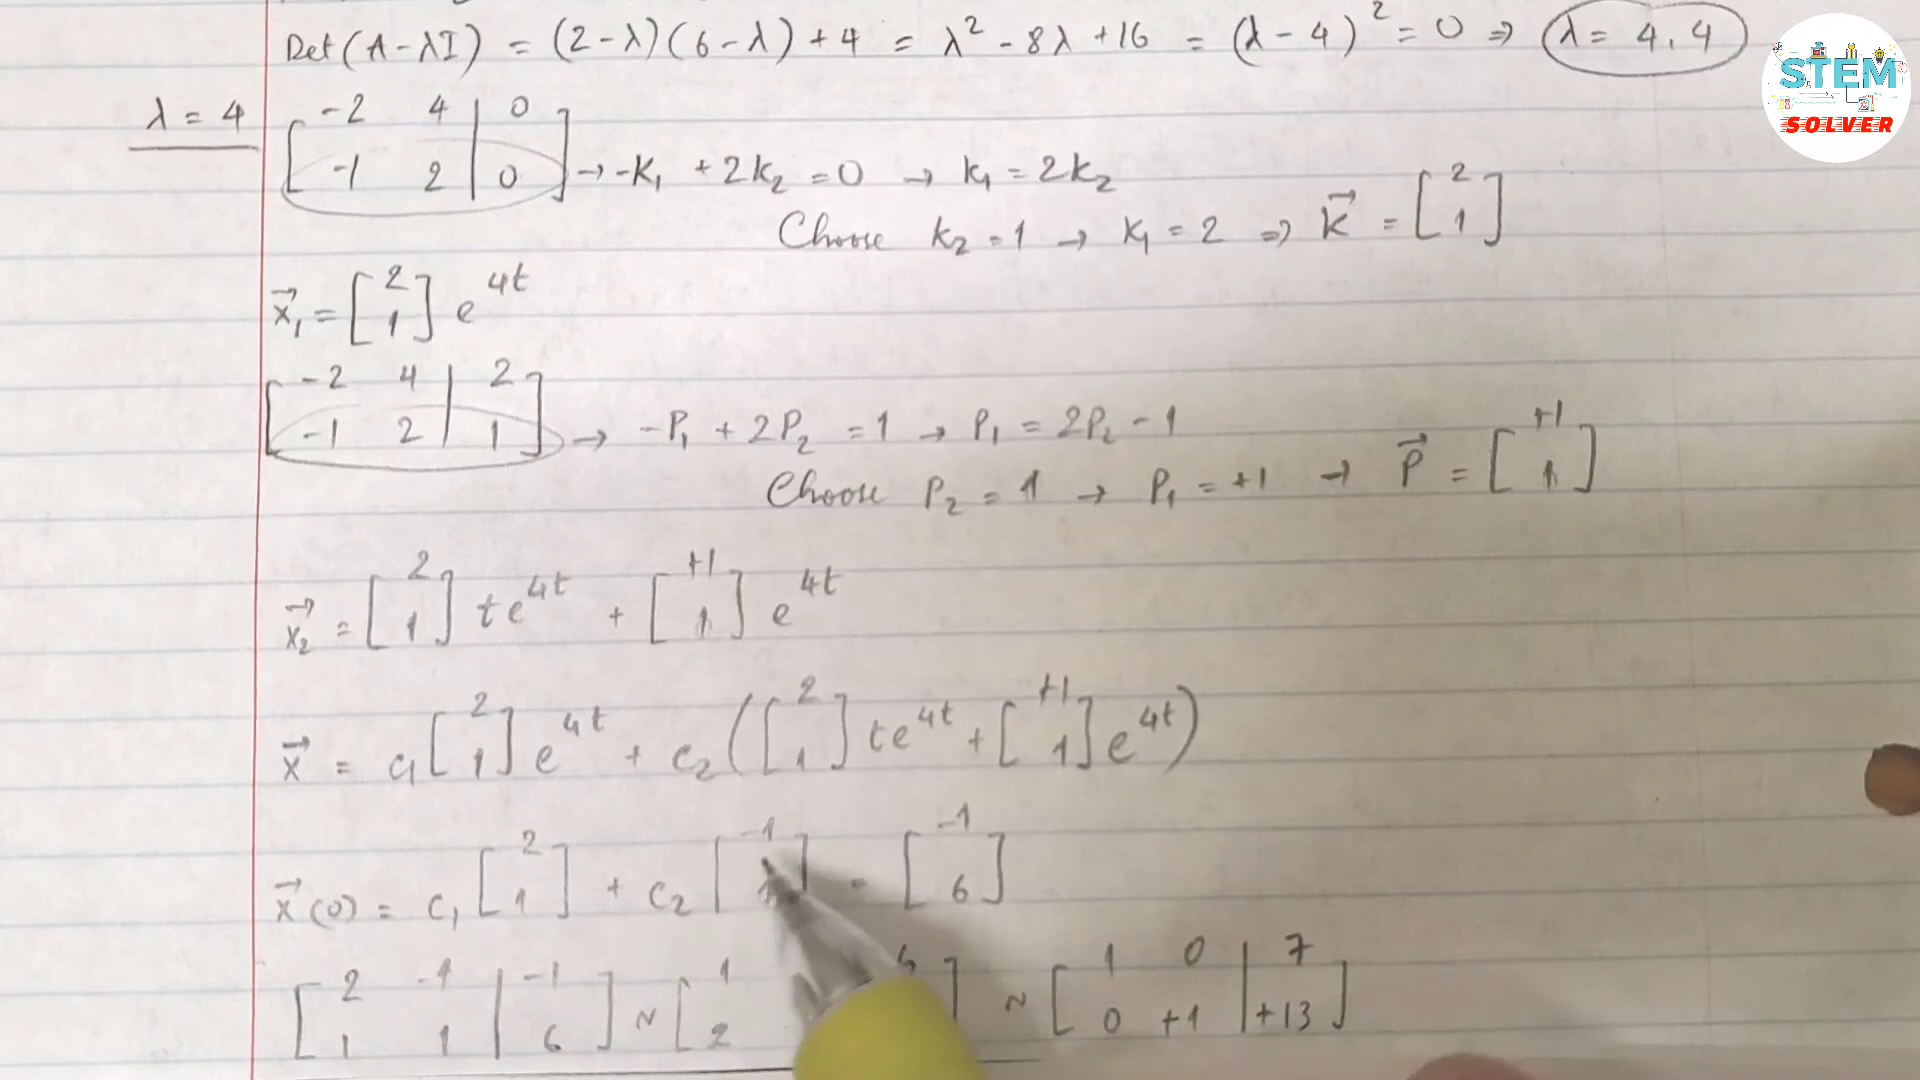 Det(A-λI) = (2-λ)(6-λ)+4 = λ² - 8λ + 16 = (λ-4)² = 0 ⇒ λ = 4, 4
STEM
SOLVER
λ = 4 [-2 4 | 0
-1 2 | 0] → -K₁ + 2K₂ = 0 → K₁ = 2K₂
Choose K₂ = 1 → K₁ = 2 ⇒ K⃗ = [2
1]
x⃗₁ = [2
1] e^4t
[-2 4 | 2
-1 2 | 1] → -P₁ + 2P₂ = 1 → P₁ = 2P₂ - 1
Choose P₂ = 1 → P₁ = +1 → P⃗ = [+1
1]
x⃗₂ = [2
1] te^4t + [+1
1] e^4t
x⃗ = c₁ [2
1] e^4t + c₂ ([2
1] te^4t + [+1
1] e^4t)
x⃗(0) = c₁ [2
1] + c₂ [-1
1] = [-1
6]
[2 -1 | -1
1 1 | 6] ~ [1
2 ] ~ [1 0 | 7
0 +1 | +13]